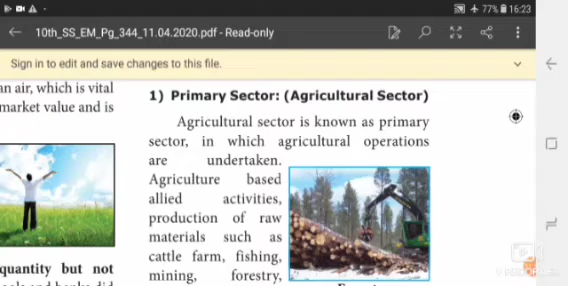 77% 16:23
10th_SS_EM_Pg_344_11.04.2020.pdf - Read-only
Sign in to edit and save changes to this file.
an air, which is vital
market value and is
quantity but not
1) Primary Sector: (Agricultural Sector)
Agricultural sector is known as primary
sector, in which agricultural operations
are undertaken.
Agriculture based
allied activities,
production of raw
materials such as
cattle farm, fishing,
mining, forestry,